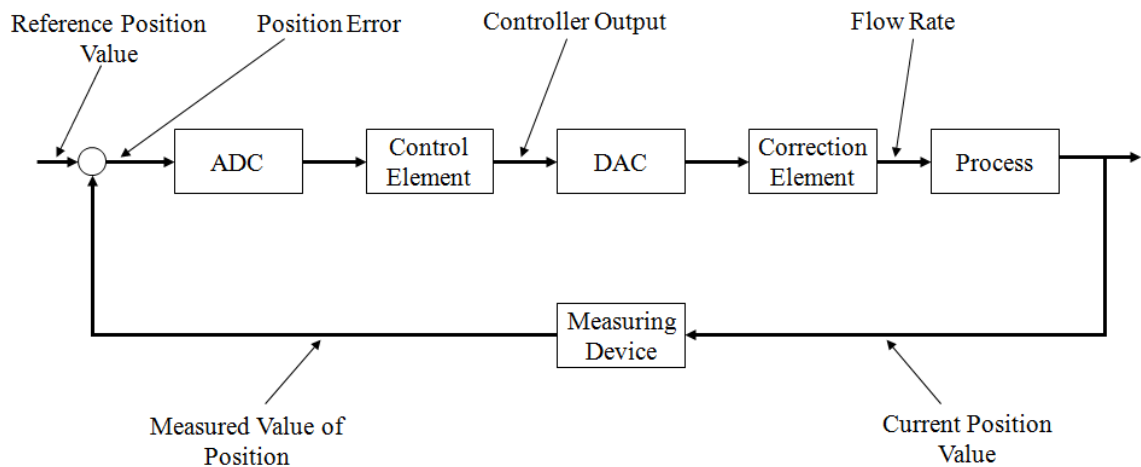 Reference Position
Value
Position Error
Controller Output
Flow Rate
ADC
Control
Element
DAC
Correction
Element
Process
Measuring
Device
Measured Value of
Position
Current Position
Value